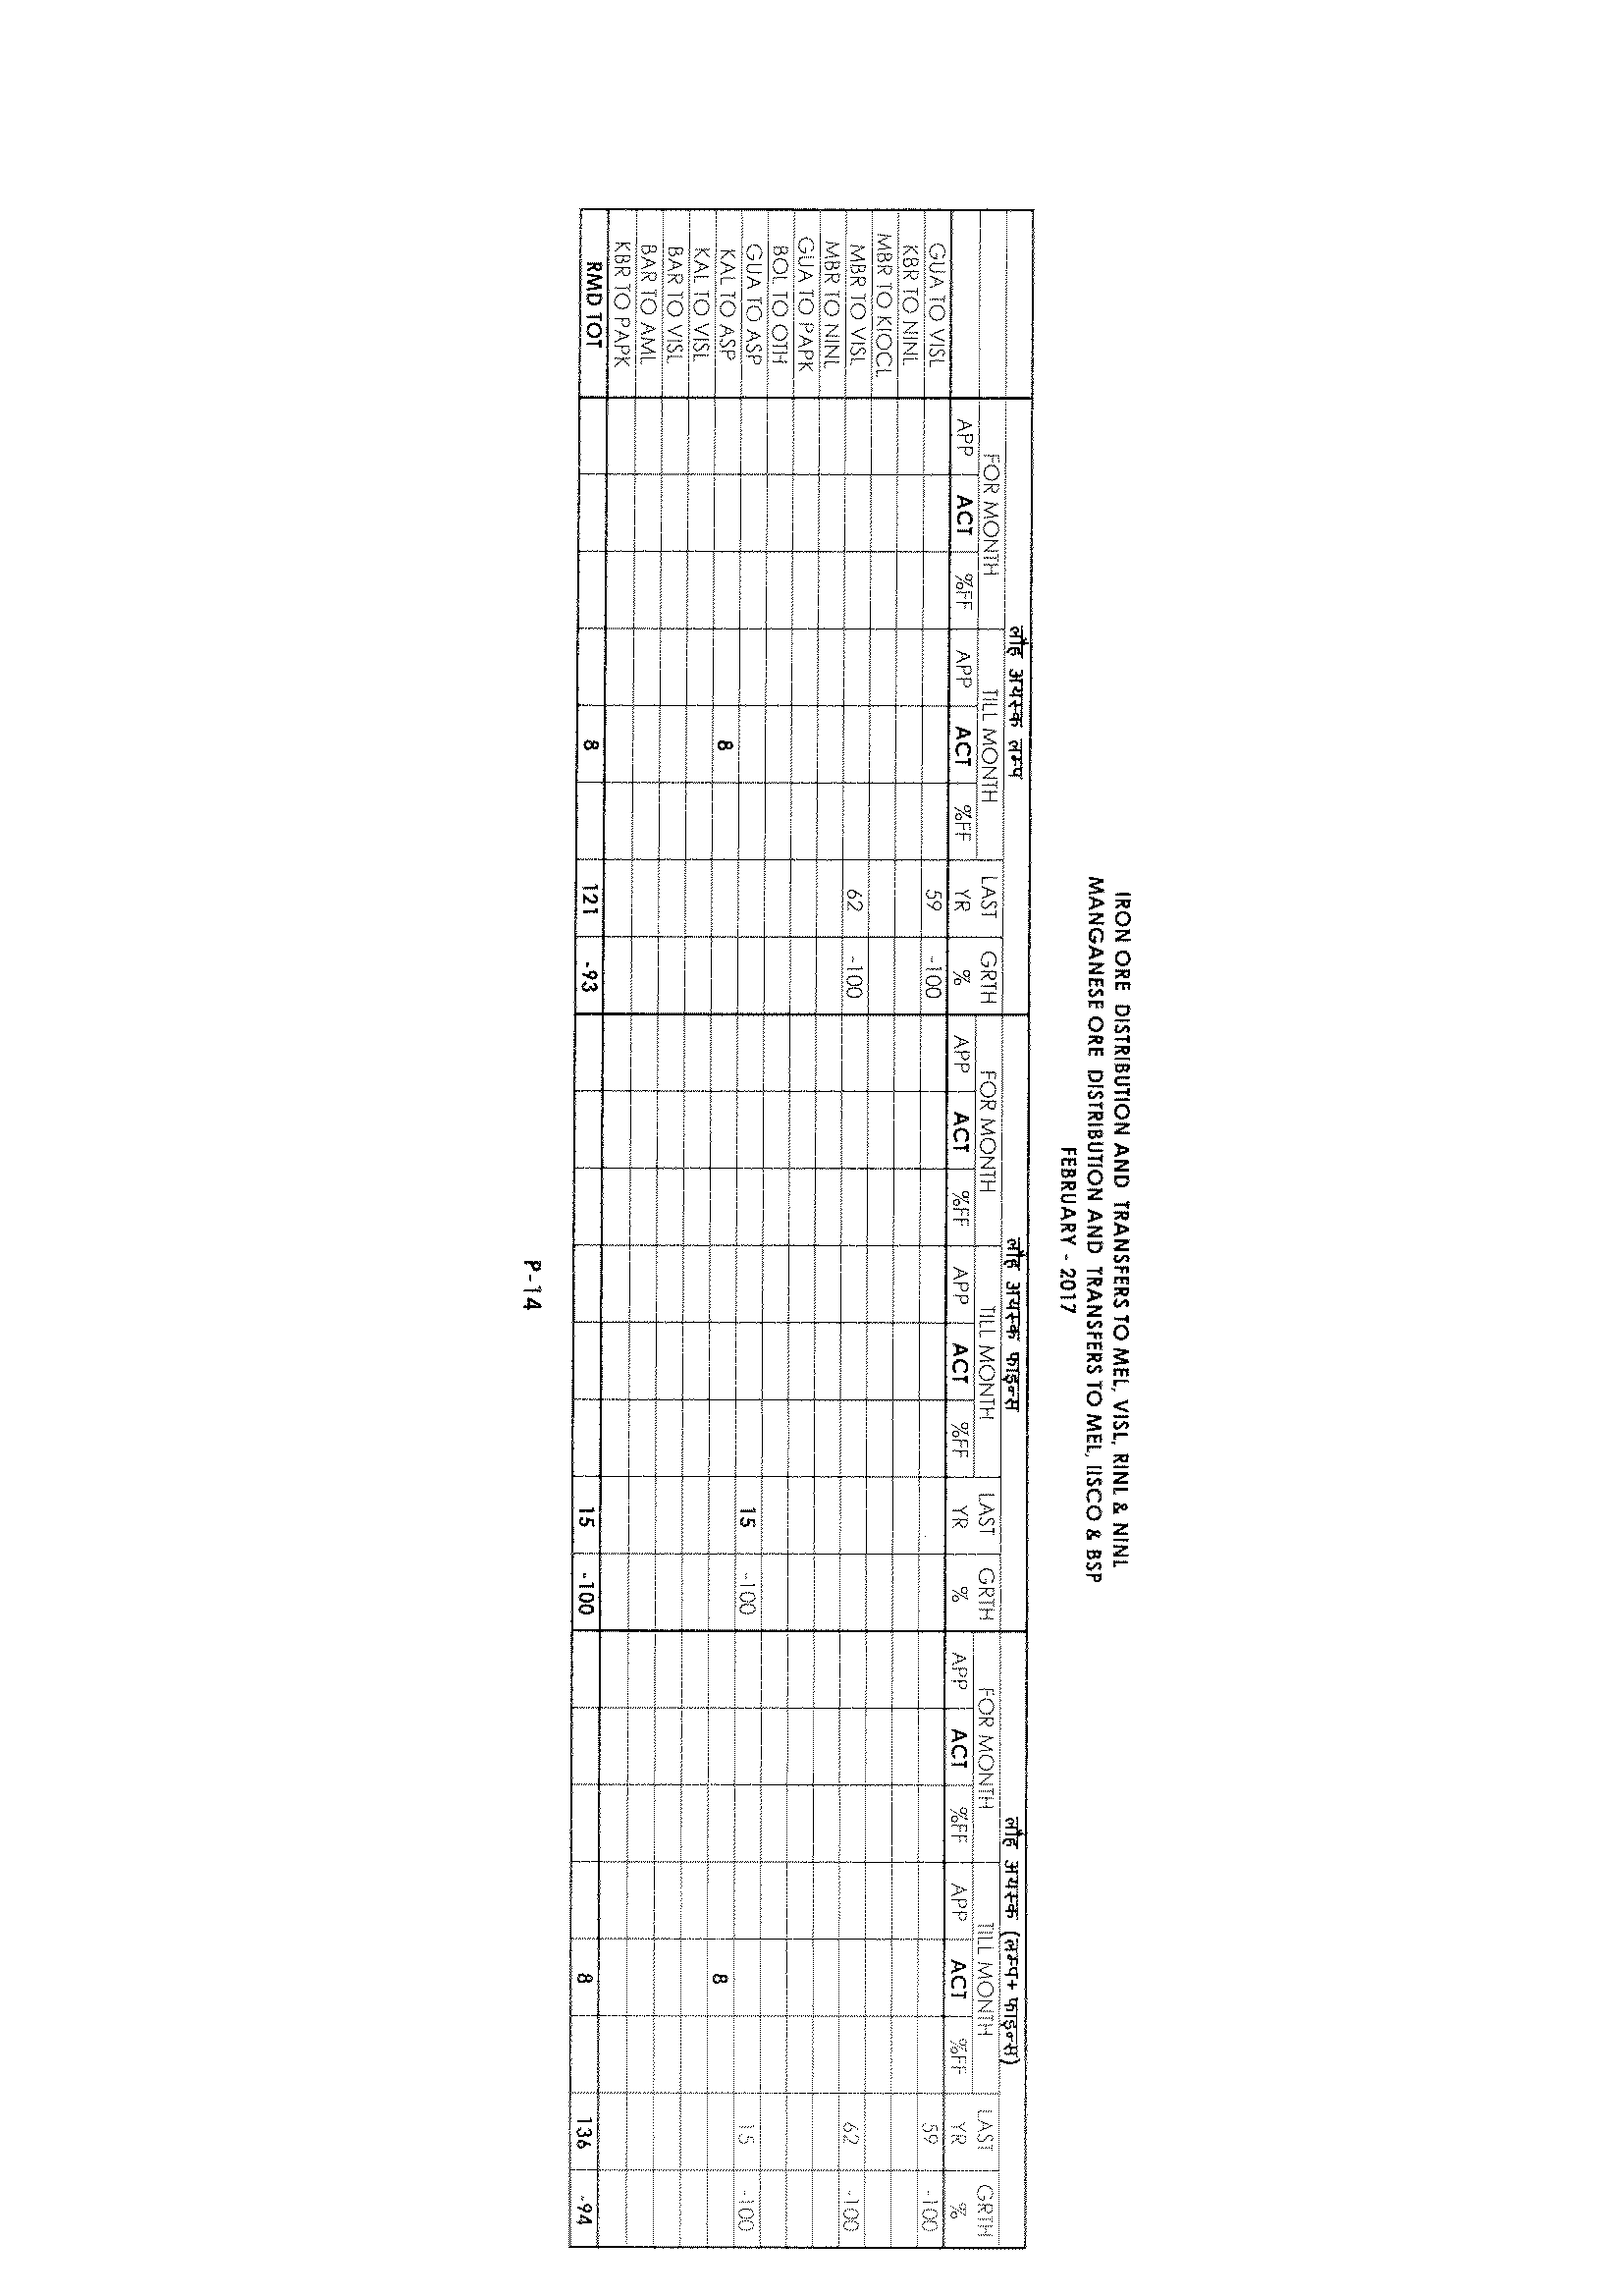 IRON ORE DISTRIBUTION AND TRANSFERS TO MEL, VISL, RINL & NINL
MANGANESE ORE DISTRIBUTION AND TRANSFERS TO MEL, IISCO & BSP
FEBRUARY - 2017
लौह अयस्क लम्प लौह अयस्क फाइन्स लौह अयस्क (लम्प+ फाइन्स)
FOR MONTH TILL MONTH LAST GRTH FOR MONTH TILL MONTH LAST GRTH FOR MONTH TILL MONTH LAST GRTH
APP ACT %FF APP ACT %FF YR % APP ACT %FF APP ACT %FF YR % APP ACT %FF APP ACT %FF YR %
GUA TO VISL 59 -100 59 -100
KBR TO NINL
MBR TO KIOCL
MBR TO VISL 62 -100 62 -100
MBR TO NINL
GUA TO PAPK
BOL TO OTH
GUA TO ASP 15 -100 15 -100
KAL TO ASP 8 8
KAL TO VISL
BAR TO VISL
BAR TO AML
KBR TO PAPK
RMD TOT 8 121 -93 15 -100 8 136 -94
P-14